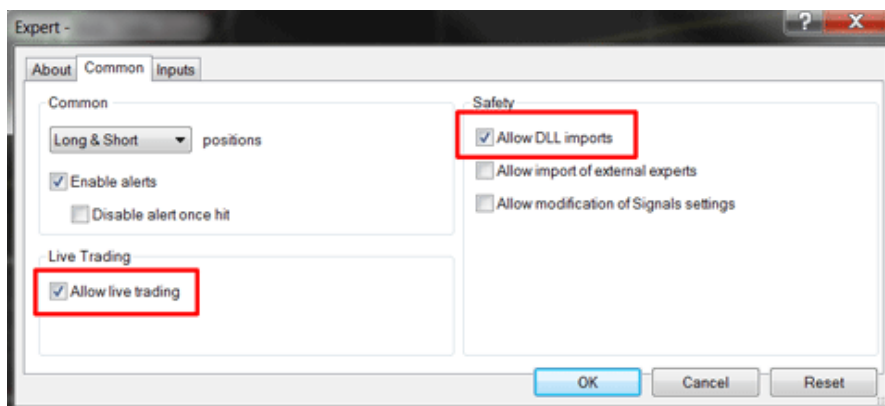 Expert -
?
X
About Common Inputs
Common
Long & Short positions
Enable alerts
Disable alert once hit
Live Trading
Allow live trading
Safety
Allow DLL imports
Allow import of external experts
Allow modification of Signals settings
OK Cancel Reset